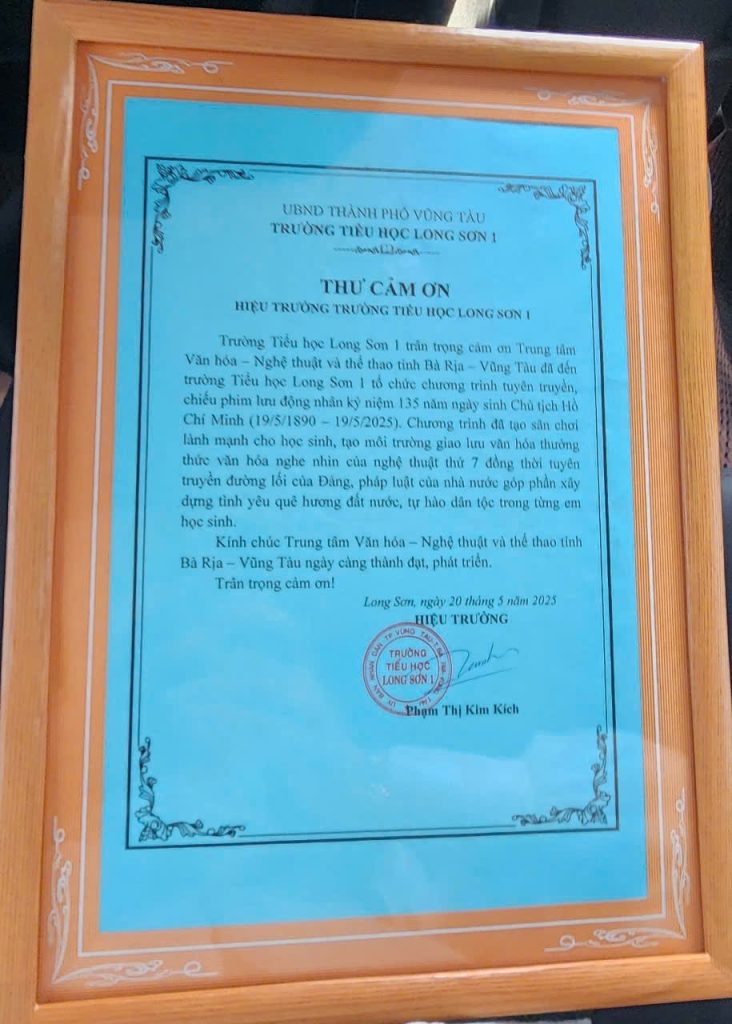 UBND THÀNH PHỐ VŨNG TÀU
TRƯỜNG TIỂU HỌC LONG SƠN 1
THƯ CẢM ƠN
HIỆU TRƯỞNG TRƯỜNG TIỂU HỌC LONG SƠN 1
Trường Tiểu học Long Sơn 1 trân trọng cảm ơn Trung tâm
Văn hóa – Nghệ thuật và thể thao tỉnh Bà Rịa – Vũng Tàu đã đến
trường Tiểu học Long Sơn 1 tổ chức chương trình tuyên truyền,
chiếu phim lưu động nhân kỷ niệm 135 năm ngày sinh Chủ tịch Hồ
Chí Minh (19/5/1890 – 19/5/2025). Chương trình đã tạo sân chơi
lành mạnh cho học sinh, tạo môi trường giao lưu văn hóa thưởng
thức văn hóa nghe nhìn của nghệ thuật thứ 7 đồng thời tuyên
truyền đường lối của Đảng, pháp luật của nhà nước góp phần xây
dựng tình yêu quê hương đất nước, tự hào dân tộc trong từng em
học sinh.
Kính chúc Trung tâm Văn hóa – Nghệ thuật và thể thao tỉnh
Bà Rịa – Vũng Tàu ngày càng thành đạt, phát triển.
Trân trọng cảm ơn!
Long Sơn, ngày 20 tháng 5 năm 2025
HIỆU TRƯỞNG
ỦY BAN NHÂN DÂN TP.VŨNG TÀU
TRƯỜNG
TIỂU HỌC
LONG SƠN 1
Phạm Thị Kim Kích